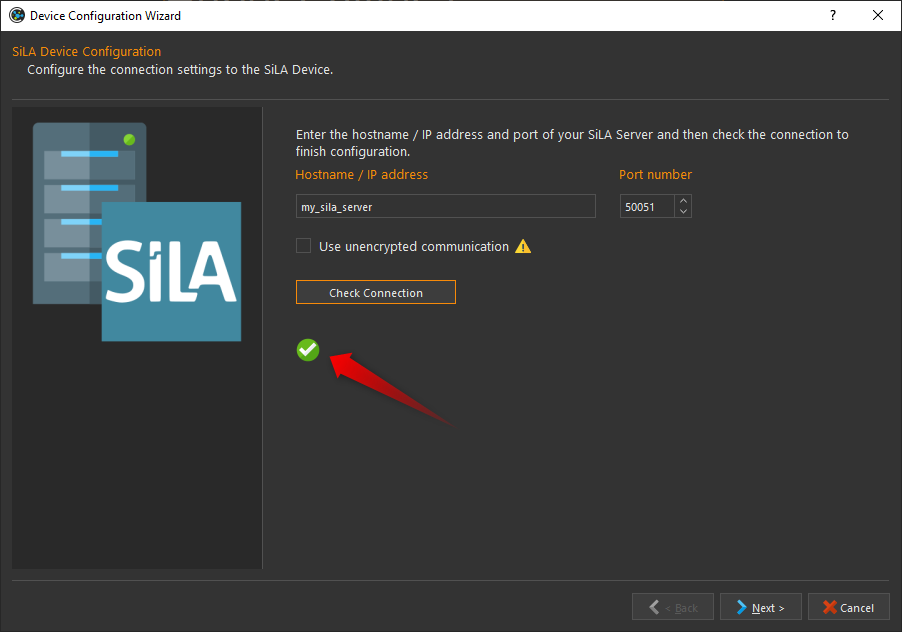 Device Configuration Wizard
?
SiLA Device Configuration
Configure the connection settings to the SiLA Device.
Enter the hostname / IP address and port of your SiLA Server and then check the connection to
finish configuration.
Hostname / IP address
Port number
my_sila_server
50051
Use unencrypted communication
Check Connection
SiLA
< Back
Next >
Cancel